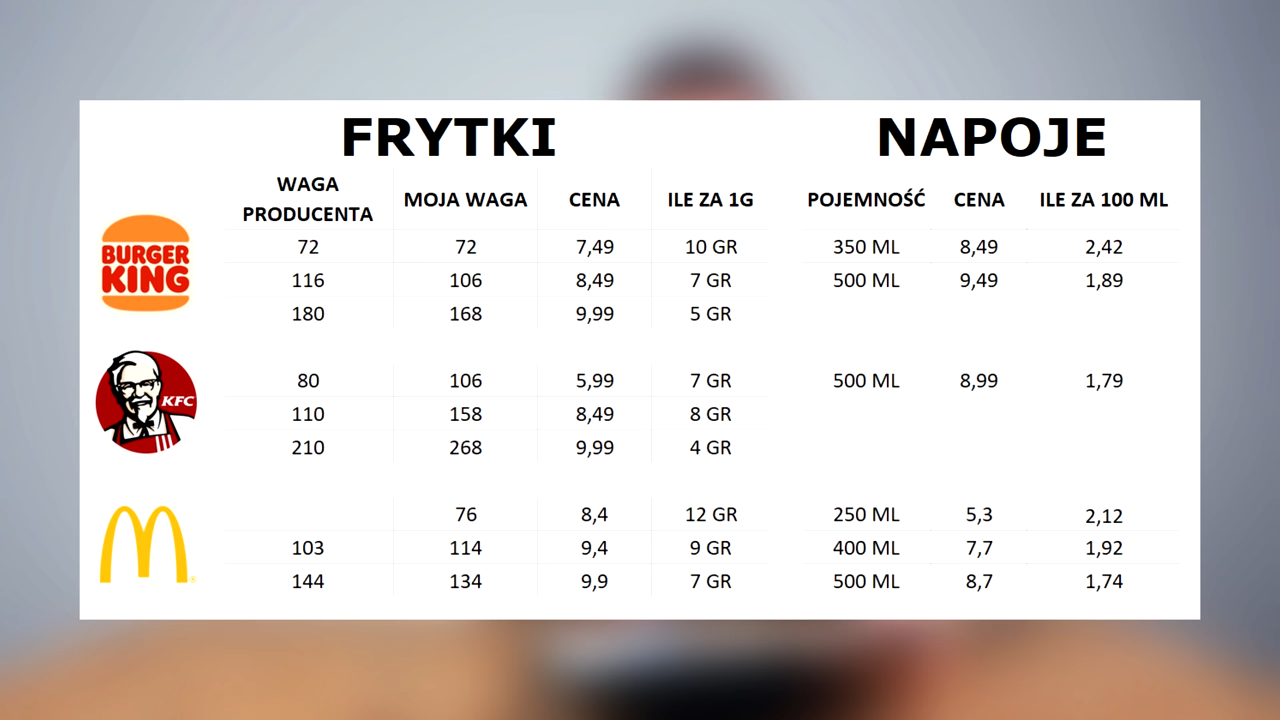 FRYTKI NAPOJE
WAGA PRODUCENTA MOJA WAGA CENA ILE ZA 1G POJEMNOŚĆ CENA ILE ZA 100 ML
BURGER KING
72 72 7,49 10 GR 350 ML 8,49 2,42
116 106 8,49 7 GR 500 ML 9,49 1,89
180 168 9,99 5 GR
KFC
80 106 5,99 7 GR 500 ML 8,99 1,79
110 158 8,49 8 GR
210 268 9,99 4 GR
76 8,4 12 GR 250 ML 5,3 2,12
103 114 9,4 9 GR 400 ML 7,7 1,92
144 134 9,9 7 GR 500 ML 8,7 1,74
®